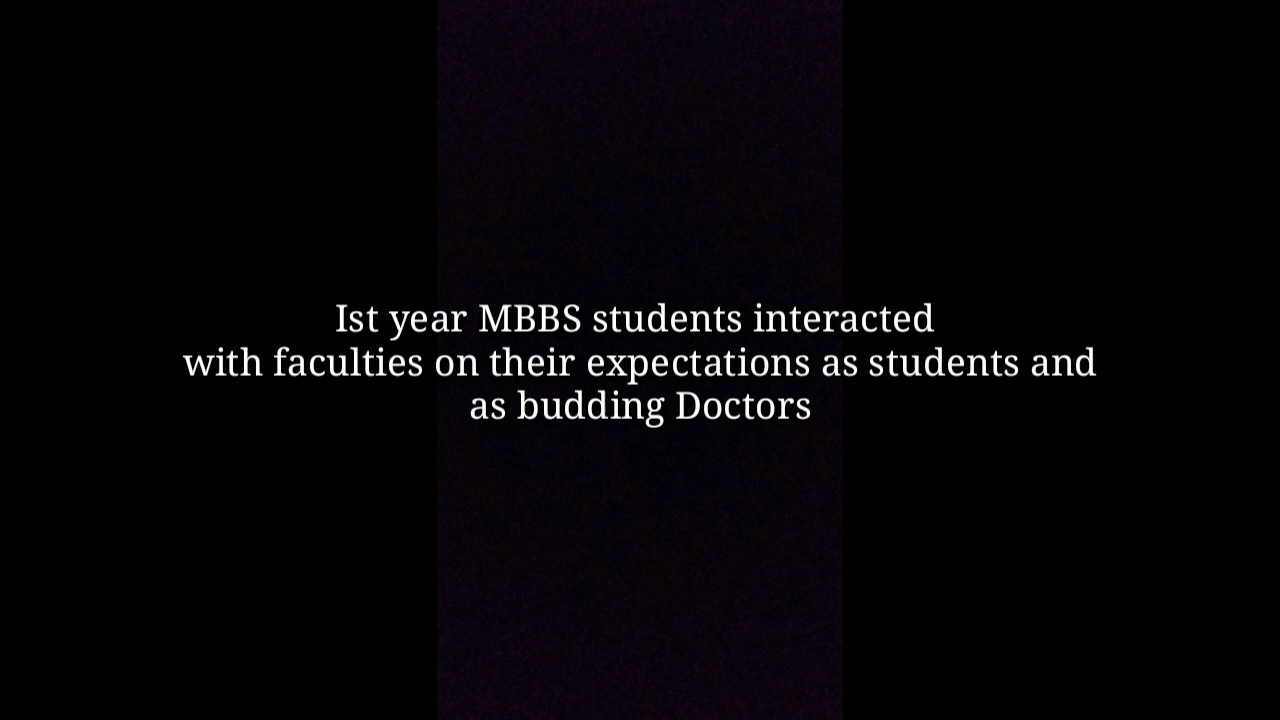 Ist year MBBS students interacted
with faculties on their expectations as students and
as budding Doctors